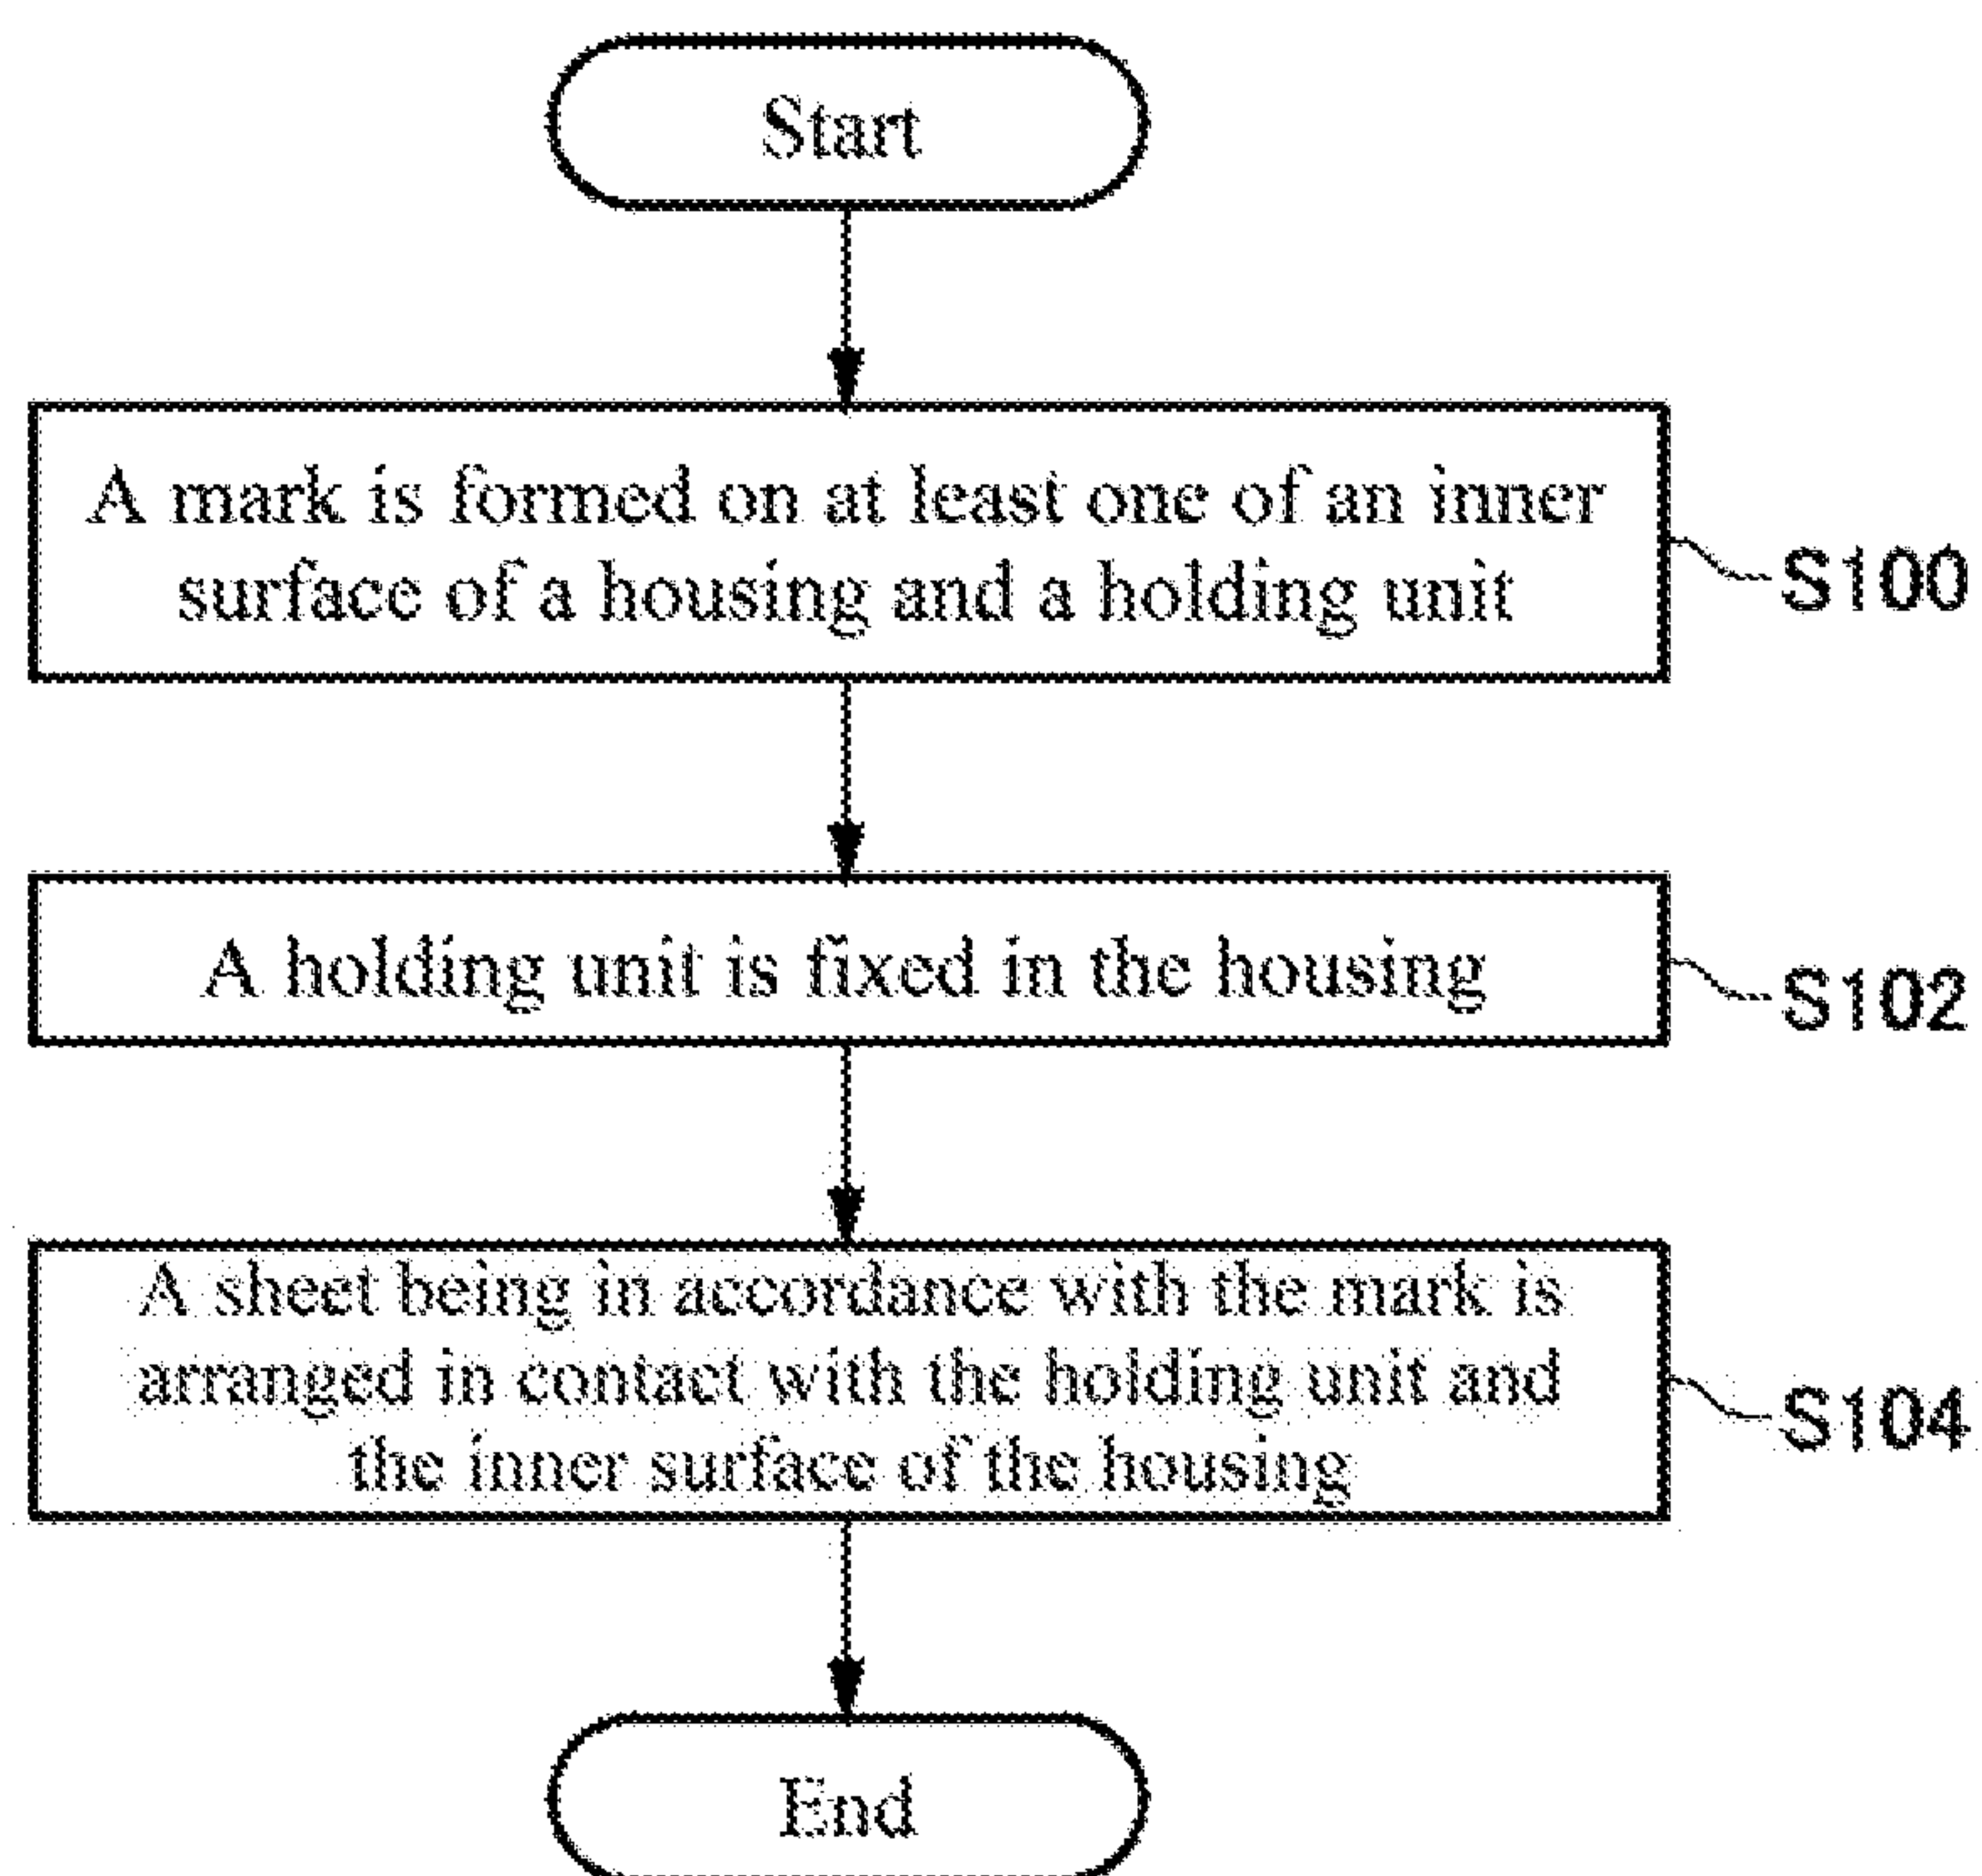 Start
A mark is formed on at least one of an inner
surface of a housing and a holding unit
S100
A holding unit is fixed in the housing
S102
A sheet being in accordance with the mark is
arranged in contact with the holding unit and
the inner surface of the housing
S104
End